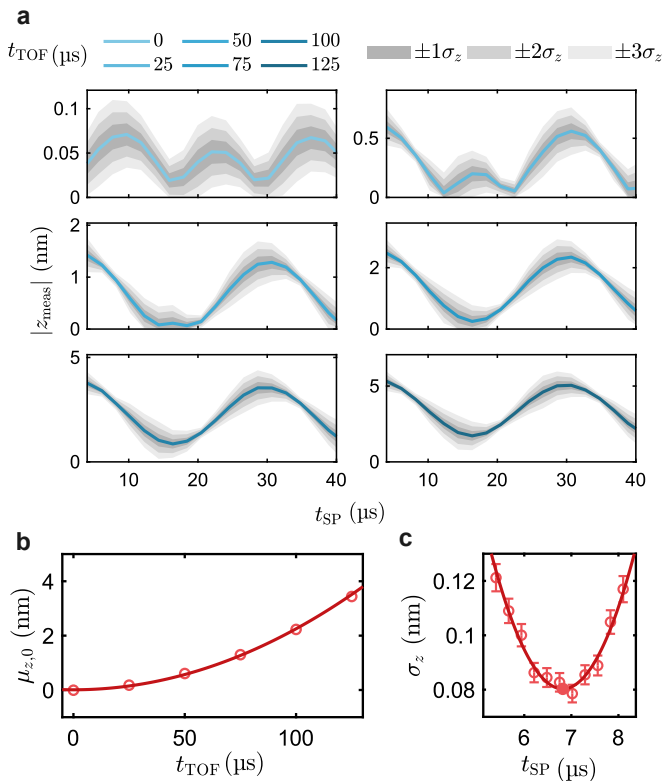 a
t_TOF (µs)
0 50 100
25 75 125
±1σ_z ±2σ_z ±3σ_z
0.1
0.05
0
0.5
0
|z_meas| (nm)
2
1
0
2
0
5
0
10 20 30 40
5
0
10 20 30 40
t_SP (µs)
b
μ_z,0 (nm)
4
2
0
0 50 100
t_TOF (µs)
c
σ_z (nm)
0.12
0.1
0.08
6 7 8
t_SP (µs)